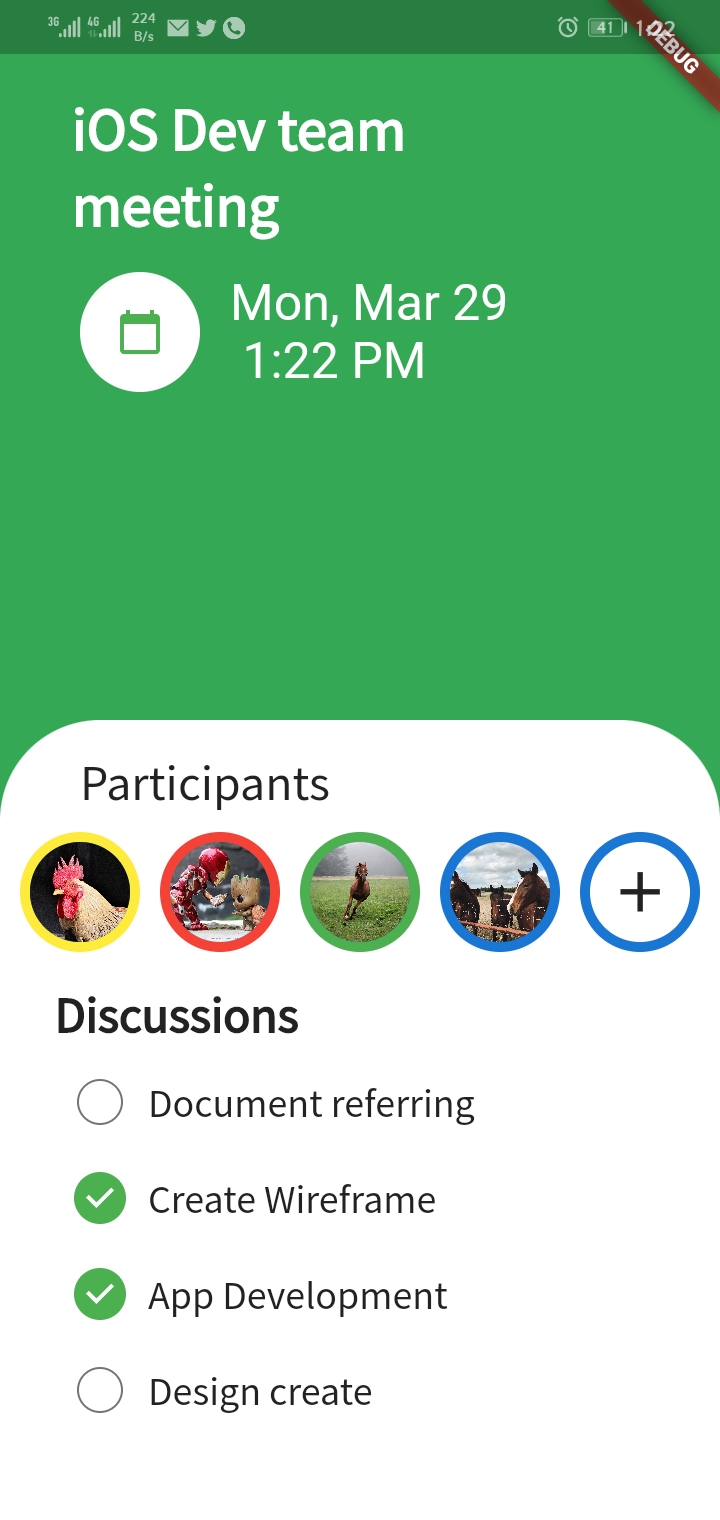 3G 4G 224 B/s 41 1:22
DEBUG
iOS Dev team
meeting
Mon, Mar 29
1:22 PM
Participants
Discussions
Document referring
Create Wireframe
App Development
Design create